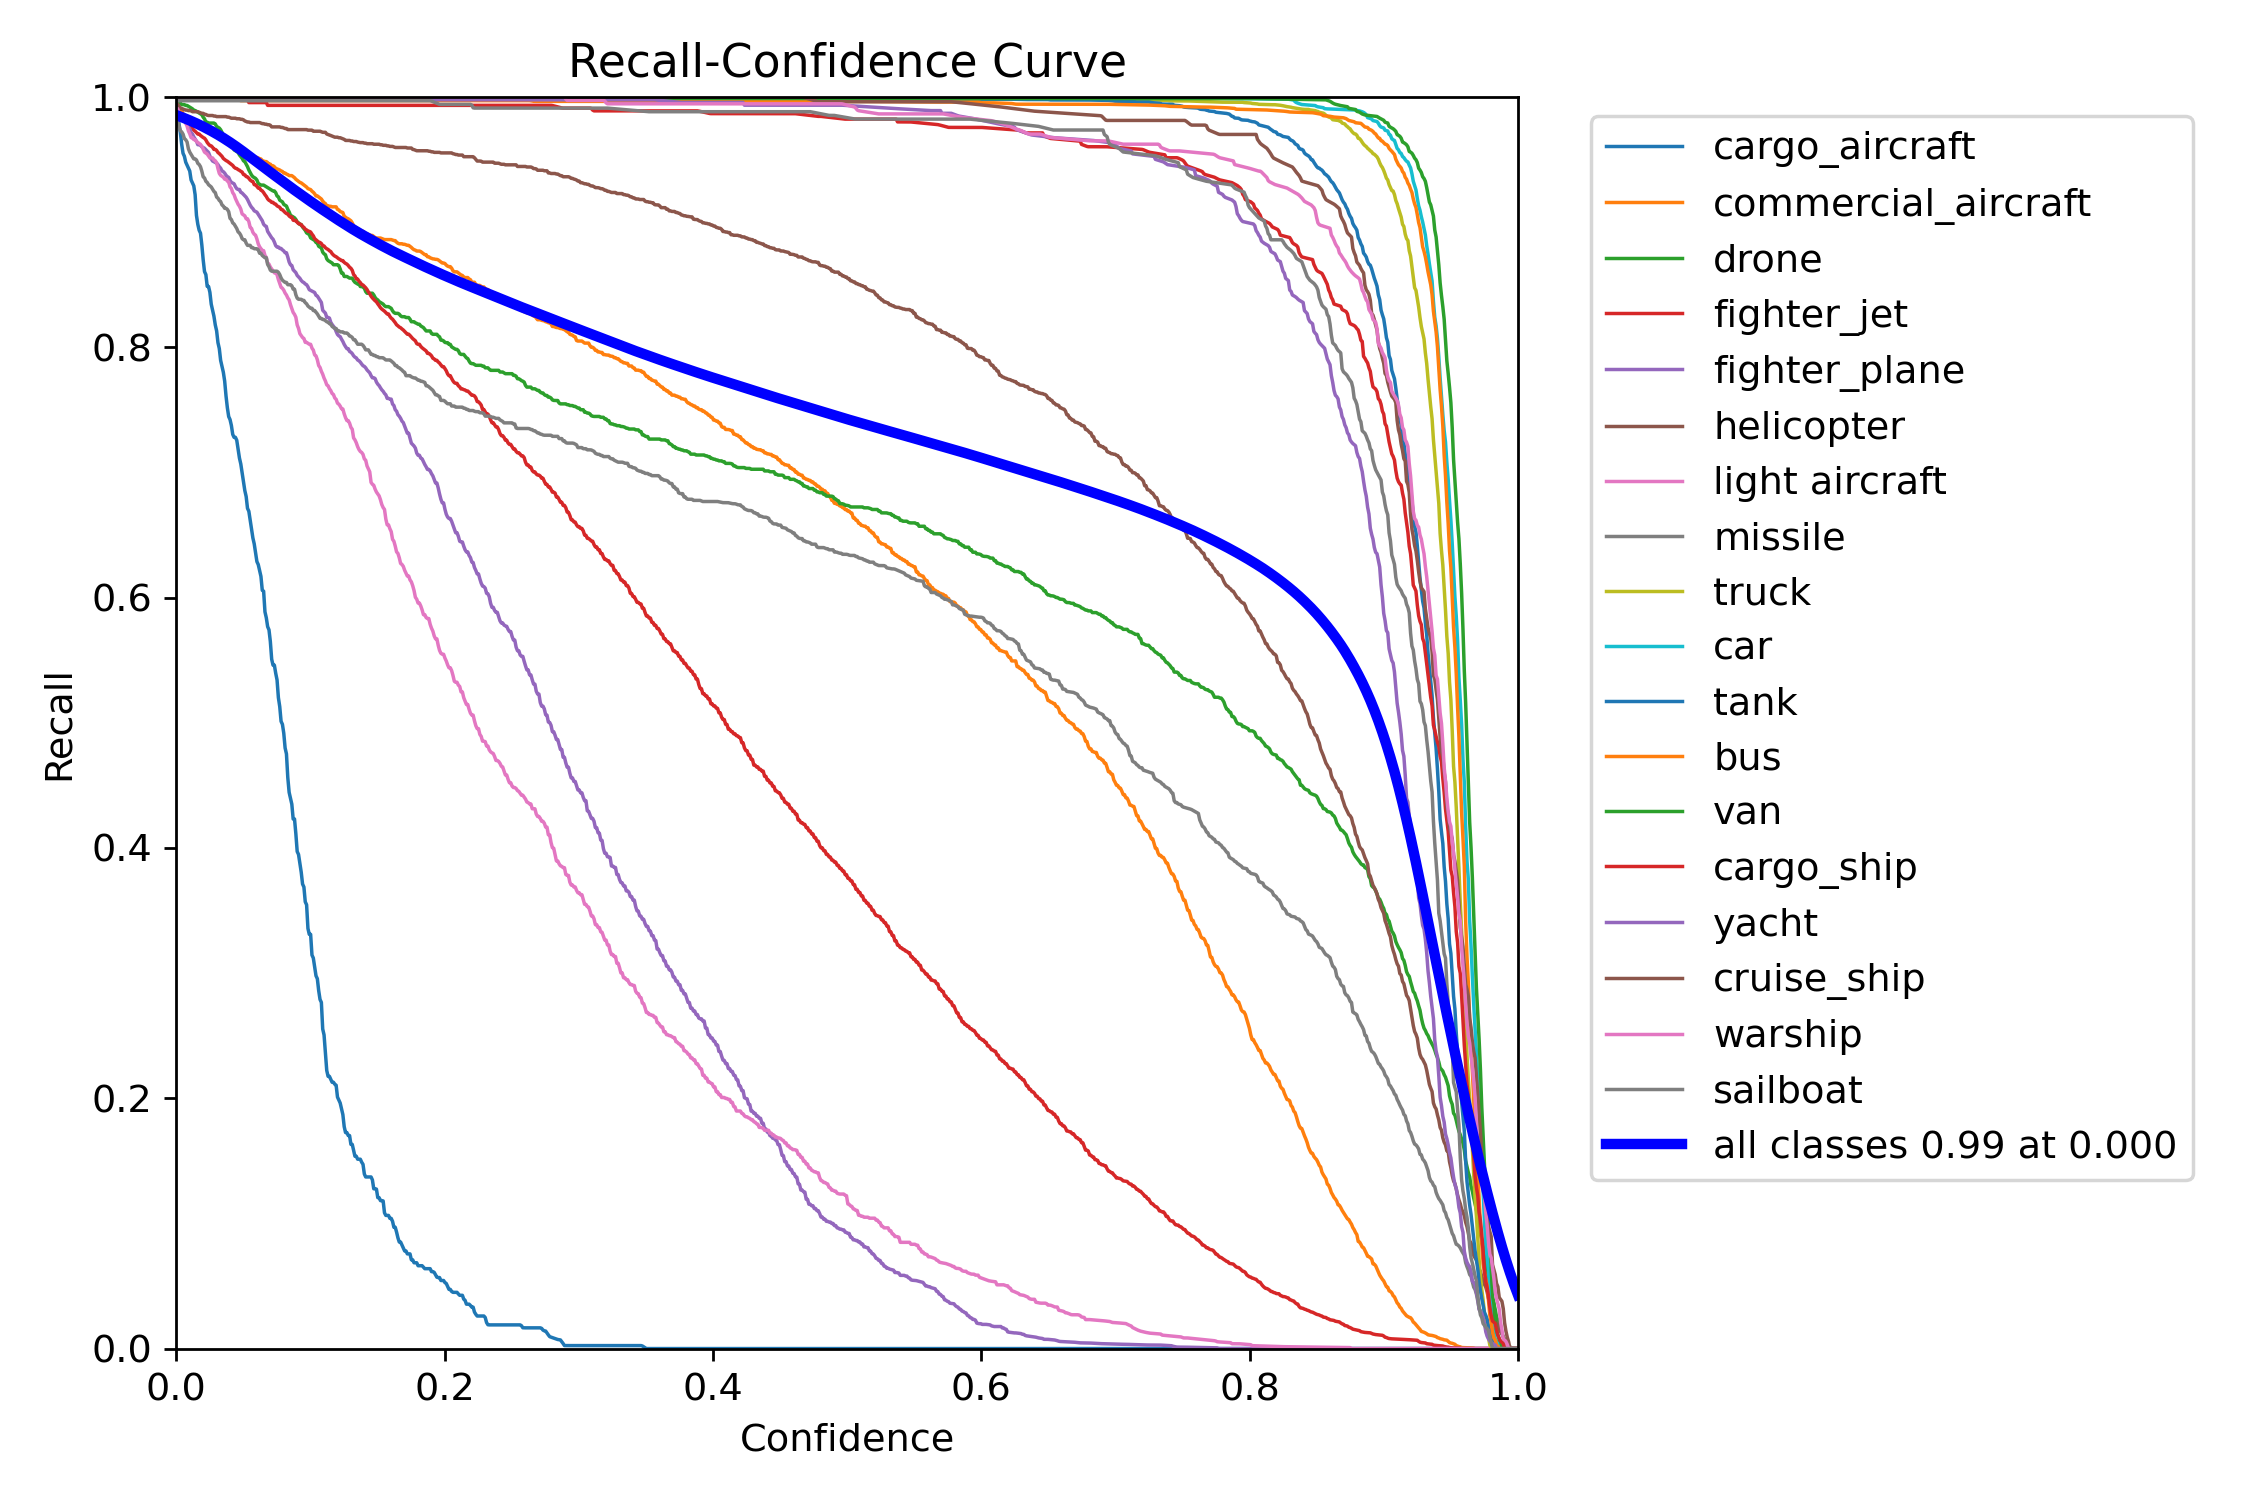 Recall-Confidence Curve
1.0
0.8
0.6
0.4
0.2
0.0
Recall
0.0 0.2 0.4 0.6 0.8 1.0
Confidence
cargo_aircraft
commercial_aircraft
drone
fighter_jet
fighter_plane
helicopter
light aircraft
missile
truck
car
tank
bus
van
cargo_ship
yacht
cruise_ship
warship
sailboat
all classes 0.99 at 0.000